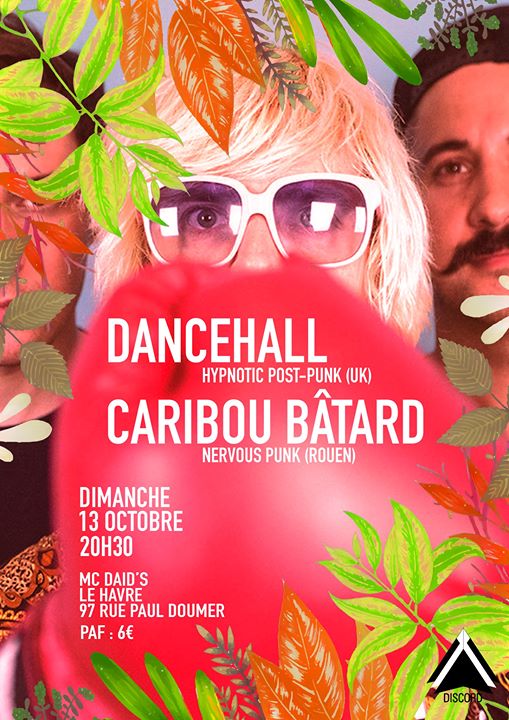 DANCEHALL
HYPNOTIC POST-PUNK (UK)
CARIBOU BÂTARD
NERVOUS PUNK (ROUEN)
DIMANCHE
13 OCTOBRE
20H30
MC DAID'S
LE HAVRE
97 RUE PAUL DOUMER
PAF : 6€
DISCORD